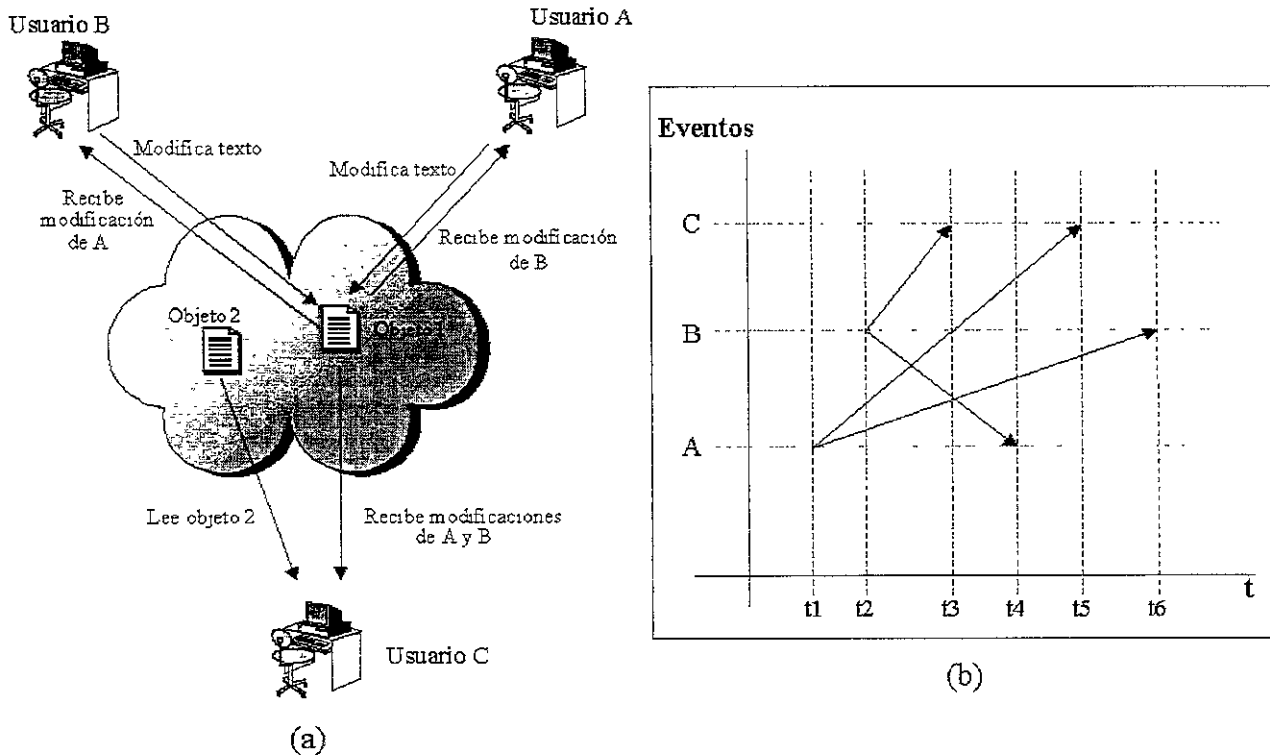 Usuario B
Usuario A
Modifica texto
Modifica texto
Recibe
modificación
de A
Recibe modificación
de B
Objeto 2
Objeto 1
Lee objeto 2
Recibe modificaciones
de A y B
Usuario C
(a)
Eventos
C
B
A
t
t1
t2
t3
t4
t5
t6
(b)